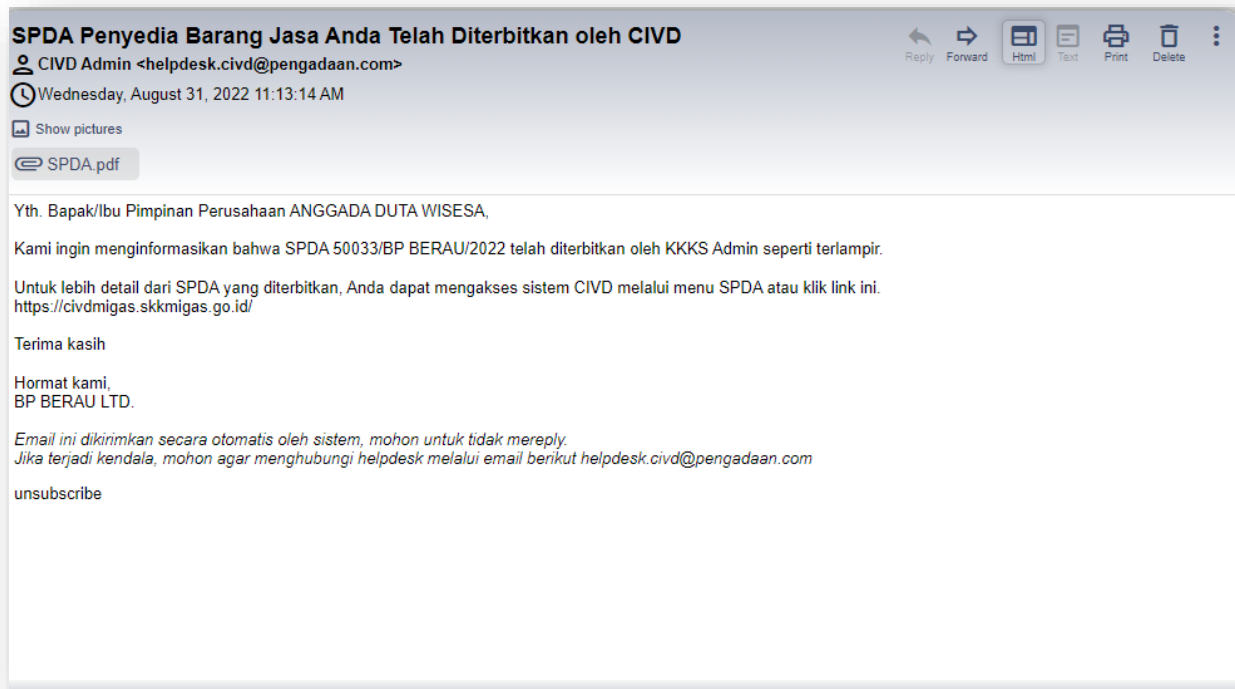 SPDA Penyedia Barang Jasa Anda Telah Diterbitkan oleh CIVD
Reply Forward Html Text Print Delete
CIVD Admin <helpdesk.civd@pengadaan.com>
Wednesday, August 31, 2022 11:13:14 AM
Show pictures
SPDA.pdf
Yth. Bapak/Ibu Pimpinan Perusahaan ANGGADA DUTA WISESA,
Kami ingin menginformasikan bahwa SPDA 50033/BP BERAU/2022 telah diterbitkan oleh KKKS Admin seperti terlampir.
Untuk lebih detail dari SPDA yang diterbitkan, Anda dapat mengakses sistem CIVD melalui menu SPDA atau klik link ini.
https://civdmigas.skkmigas.go.id/
Terima kasih
Hormat kami,
BP BERAU LTD.
Email ini dikirimkan secara otomatis oleh sistem, mohon untuk tidak mereply.
Jika terjadi kendala, mohon agar menghubungi helpdesk melalui email berikut helpdesk.civd@pengadaan.com
unsubscribe